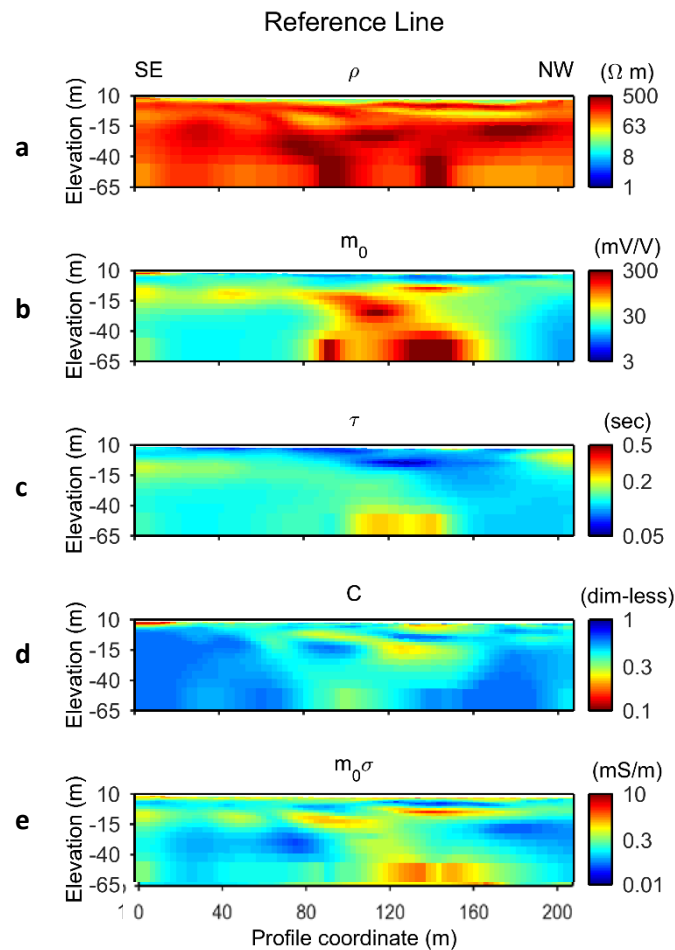 Reference Line
SE ρ NW (Ω m)
a
Elevation (m)
10
-15
-40
-65
500
63
8
1
m₀ (mV/V)
b
Elevation (m)
10
-15
-40
-65
300
30
3
τ (sec)
c
Elevation (m)
10
-15
-40
-65
0.5
0.2
0.05
C (dim-less)
d
Elevation (m)
10
-15
-40
-65
1
0.3
0.1
m₀σ (mS/m)
e
Elevation (m)
10
-15
-40
-65
10
0.3
0.01
0 40 80 120 160 200
Profile coordinate (m)